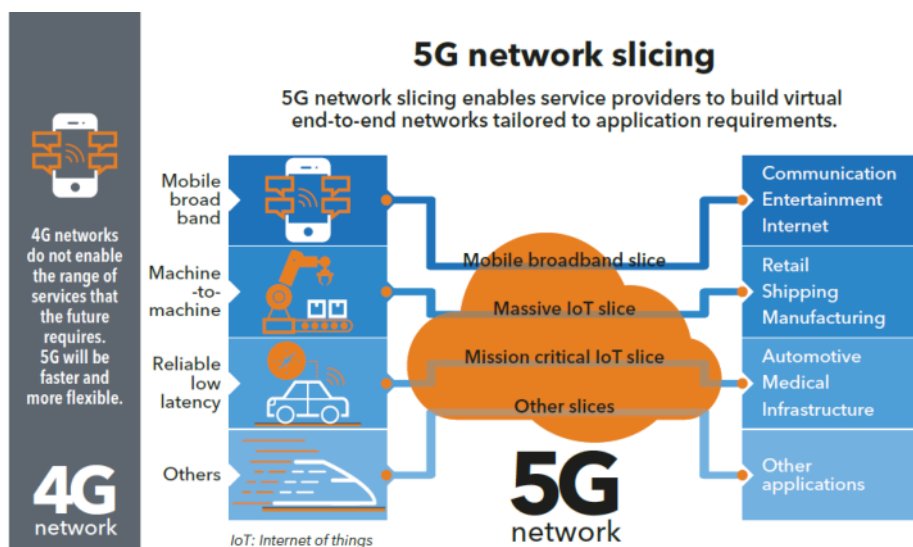 5G network slicing
5G network slicing enables service providers to build virtual
end-to-end networks tailored to application requirements.
4G networks
do not enable
the range of
services that
the future
requires.
5G will be
faster and
more flexible.
4G
network
Mobile
broad
band
Machine
-to-
machine
Reliable
low
latency
Others
Mobile broadband slice
Massive IoT slice
Mission critical IoT slice
Other slices
5G
network
Communication
Entertainment
Internet
Retail
Shipping
Manufacturing
Automotive
Medical
Infrastructure
Other
applications
IoT: Internet of things